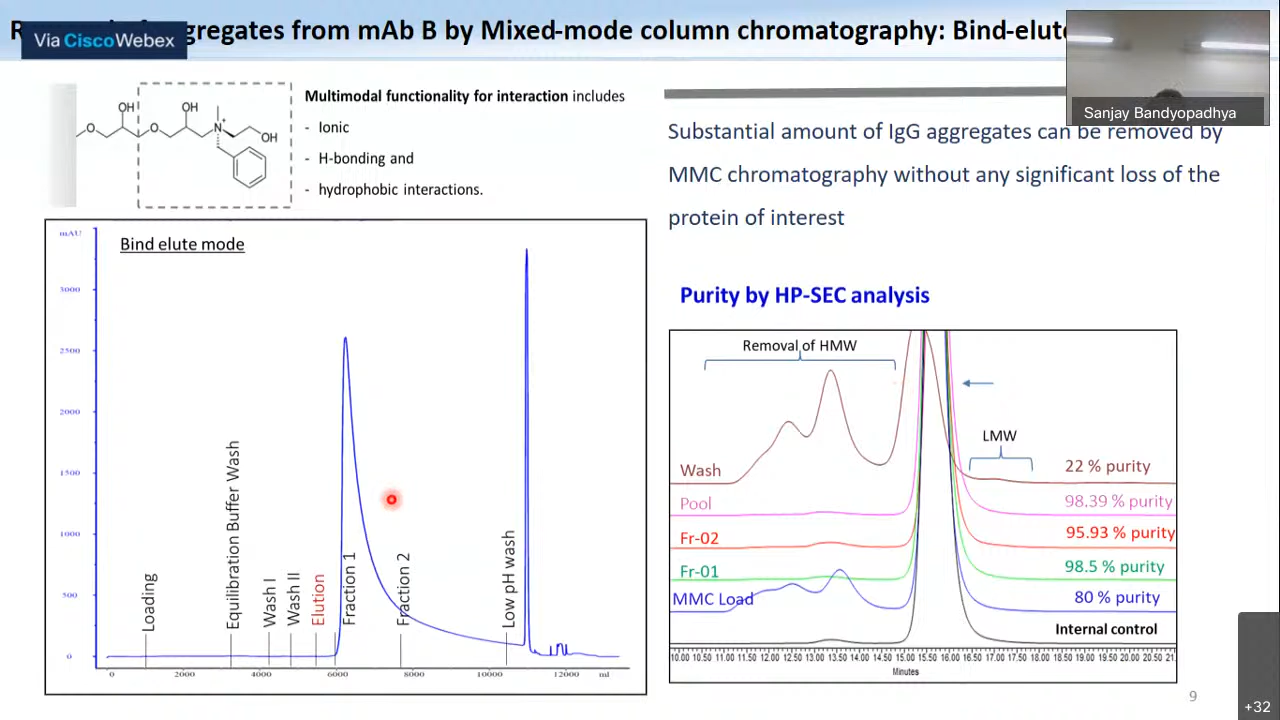 gregates from mAb B by Mixed-mode column chromatography: Bind-elut
Via CiscoWebex
Sanjay Bandyopadhya
OH
OH
O
O
N
+
OH
Multimodal functionality for interaction includes
- Ionic
- H-bonding and
- hydrophobic interactions.
Substantial amount of IgG aggregates can be removed by
MMC chromatography without any significant loss of the
protein of interest
mAU
Bind elute mode
3000
2500
2000
1500
1000
500
0
Loading
Equilibration Buffer Wash
Wash I
Wash II
Elution
Fraction 1
Fraction 2
Low pH wash
0 2000 4000 6000 8000 10000 12000 ml
Purity by HP-SEC analysis
Removal of HMW
LMW
Wash 22 % purity
Pool 98.39 % purity
Fr-02 95.93 % purity
Fr-01 98.5 % purity
MMC Load 80 % purity
Internal control
10.00 10.50 11.00 11.50 12.00 12.50 13.00 13.50 14.00 14.50 15.00 15.50 16.00 16.50 17.00 17.50 18.00 18.50 19.00 19.50 20.00 20.50 21.
Minutes
9
+32